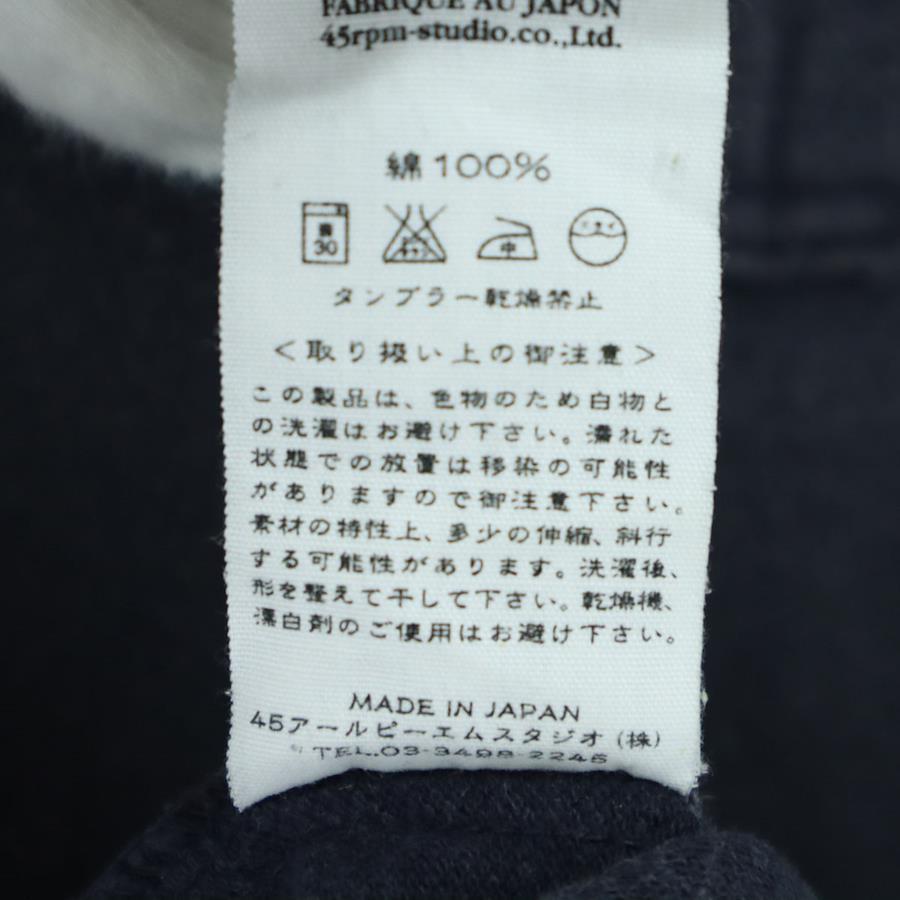 FABRIQUE AU JAPON
45rpm-studio.co.,Ltd.
綿 100%
30
中
タンブラー乾燥禁止
<取り扱い上の御注意>
この製品は、色物のため白物と
の洗濯はお避け下さい。濡れた
状態での放置は移染の可能性
がありますので御注意下さい。
素材の特性上、多少の伸縮、斜行
する可能性があります。洗濯後、
形を整えて干して下さい。乾燥機、
漂白剤のご使用はお避け下さい。
MADE IN JAPAN
45アールピーエムスタジオ(株)
TEL.03-3498-2245